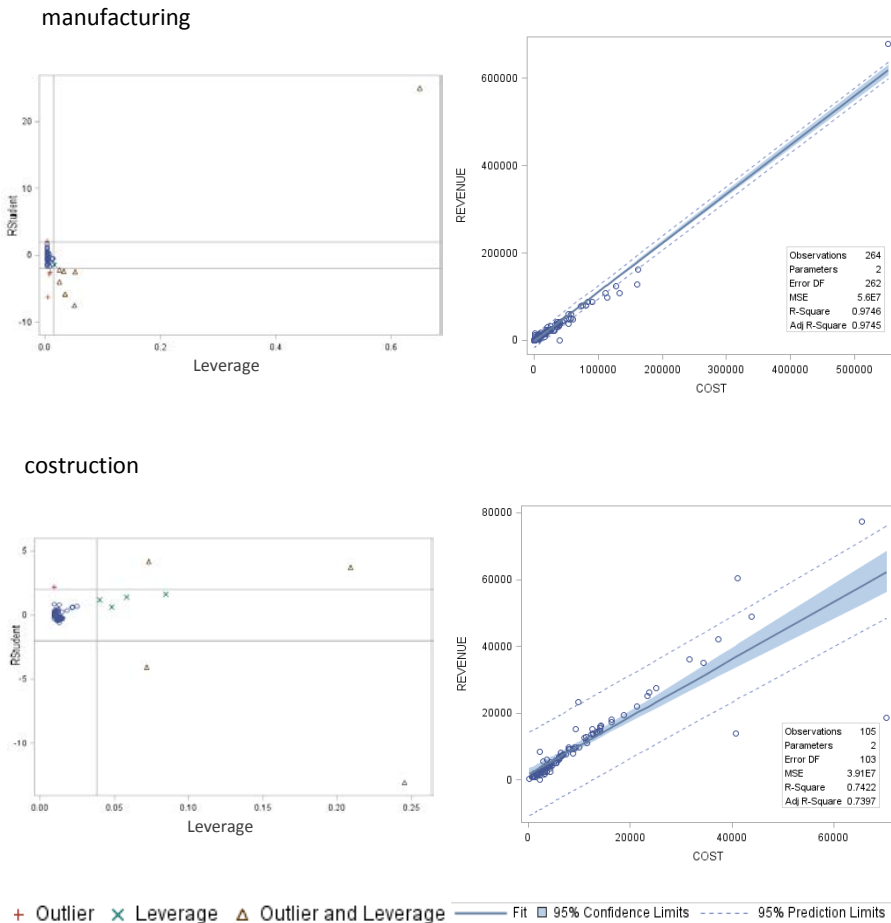 manufacturing
20
10
0
-10
RStudent
0.0 0.2 0.4 0.6
Leverage
600000
400000
200000
0
REVENUE
0 100000 200000 300000 400000 500000
COST
Observations 264
Parameters 2
Error DF 262
MSE 5.6E7
R-Square 0.9746
Adj R-Square 0.9745
costruction
5
0
-5
-10
RStudent
0.00 0.05 0.10 0.15 0.20 0.25
Leverage
80000
60000
40000
20000
0
REVENUE
0 20000 40000 60000
COST
Observations 105
Parameters 2
Error DF 103
MSE 3.91E7
R-Square 0.7422
Adj R-Square 0.7397
+ Outlier × Leverage △ Outlier and Leverage
Fit 95% Confidence Limits 95% Prediction Limits